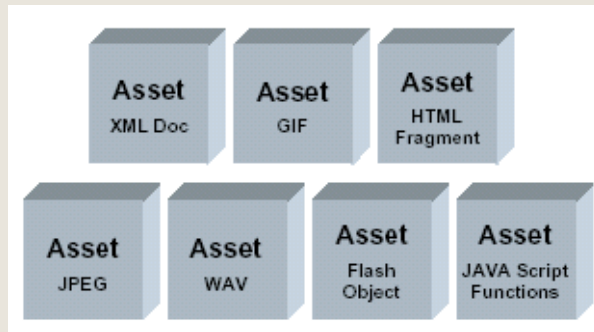 Asset
XML Doc
Asset
GIF
Asset
HTML
Fragment
Asset
JPEG
Asset
WAV
Asset
Flash
Object
Asset
JAVA Script
Functions